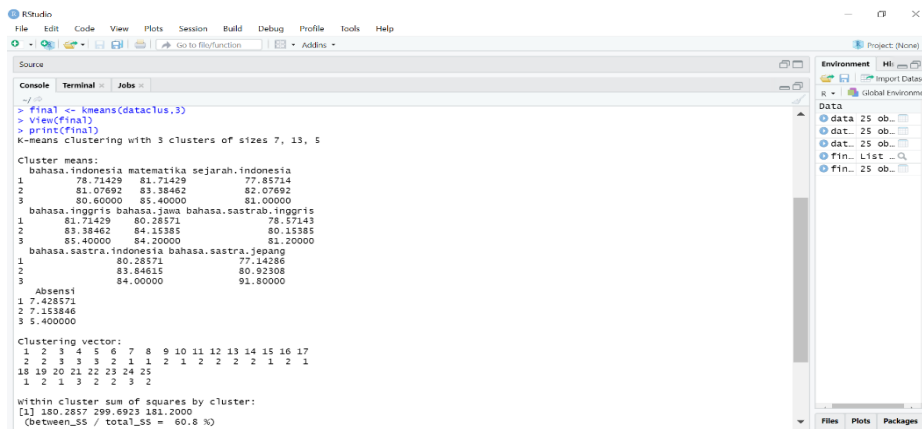 RStudio
File Edit Code View Plots Session Build Debug Profile Tools Help
Go to file/function Addins Project: (None)
Source
Environment
Import Datas
Console Terminal Jobs
R Global Environme
~/
Data
data 25 ob…
dat… 25 ob…
dat… 25 ob…
fin… List …
fin… 25 ob…
> final <- kmeans(dataclus,3)
> View(final)
> print(final)
K-means clustering with 3 clusters of sizes 7, 13, 5
Cluster means:
bahasa.indonesia matematika sejarah.indonesia
1 78.71429 81.71429 77.85714
2 81.07692 83.38462 82.07692
3 80.60000 85.40000 81.00000
bahasa.inggris bahasa.jawa bahasa.sastrab.inggris
1 81.71429 80.28571 78.57143
2 83.38462 84.15385 80.15385
3 85.40000 84.20000 81.20000
bahasa.sastra.indonesia bahasa.sastra.jepang
1 80.28571 77.14286
2 83.84615 80.92308
3 84.00000 91.80000
Absensi
1 7.428571
2 7.153846
3 5.400000
Clustering vector:
1 2 3 4 5 6 7 8 9 10 11 12 13 14 15 16 17
2 2 3 3 3 2 1 1 2 1 2 2 2 2 1 2 1
18 19 20 21 22 23 24 25
1 2 1 3 2 2 3 2
Within cluster sum of squares by cluster:
[1] 180.2857 299.6923 181.2000
(between_SS / total_SS = 60.8 %)
Files Plots Packages